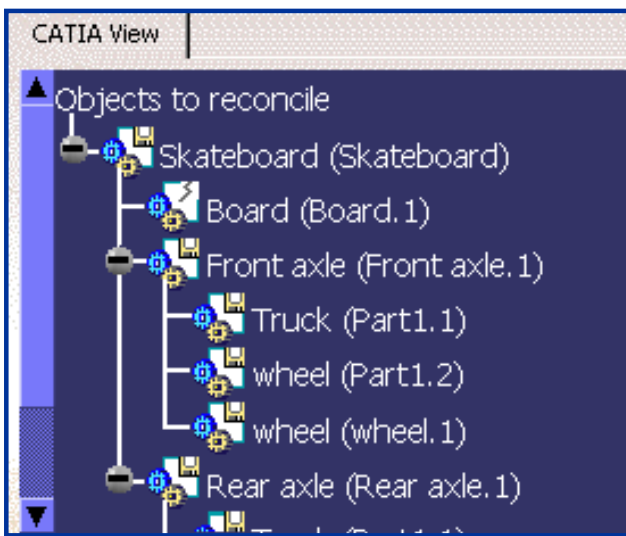 CATIA View
Objects to reconcile
Skateboard (Skateboard)
Board (Board.1)
Front axle (Front axle.1)
Truck (Part1.1)
wheel (Part1.2)
wheel (wheel.1)
Rear axle (Rear axle.1)